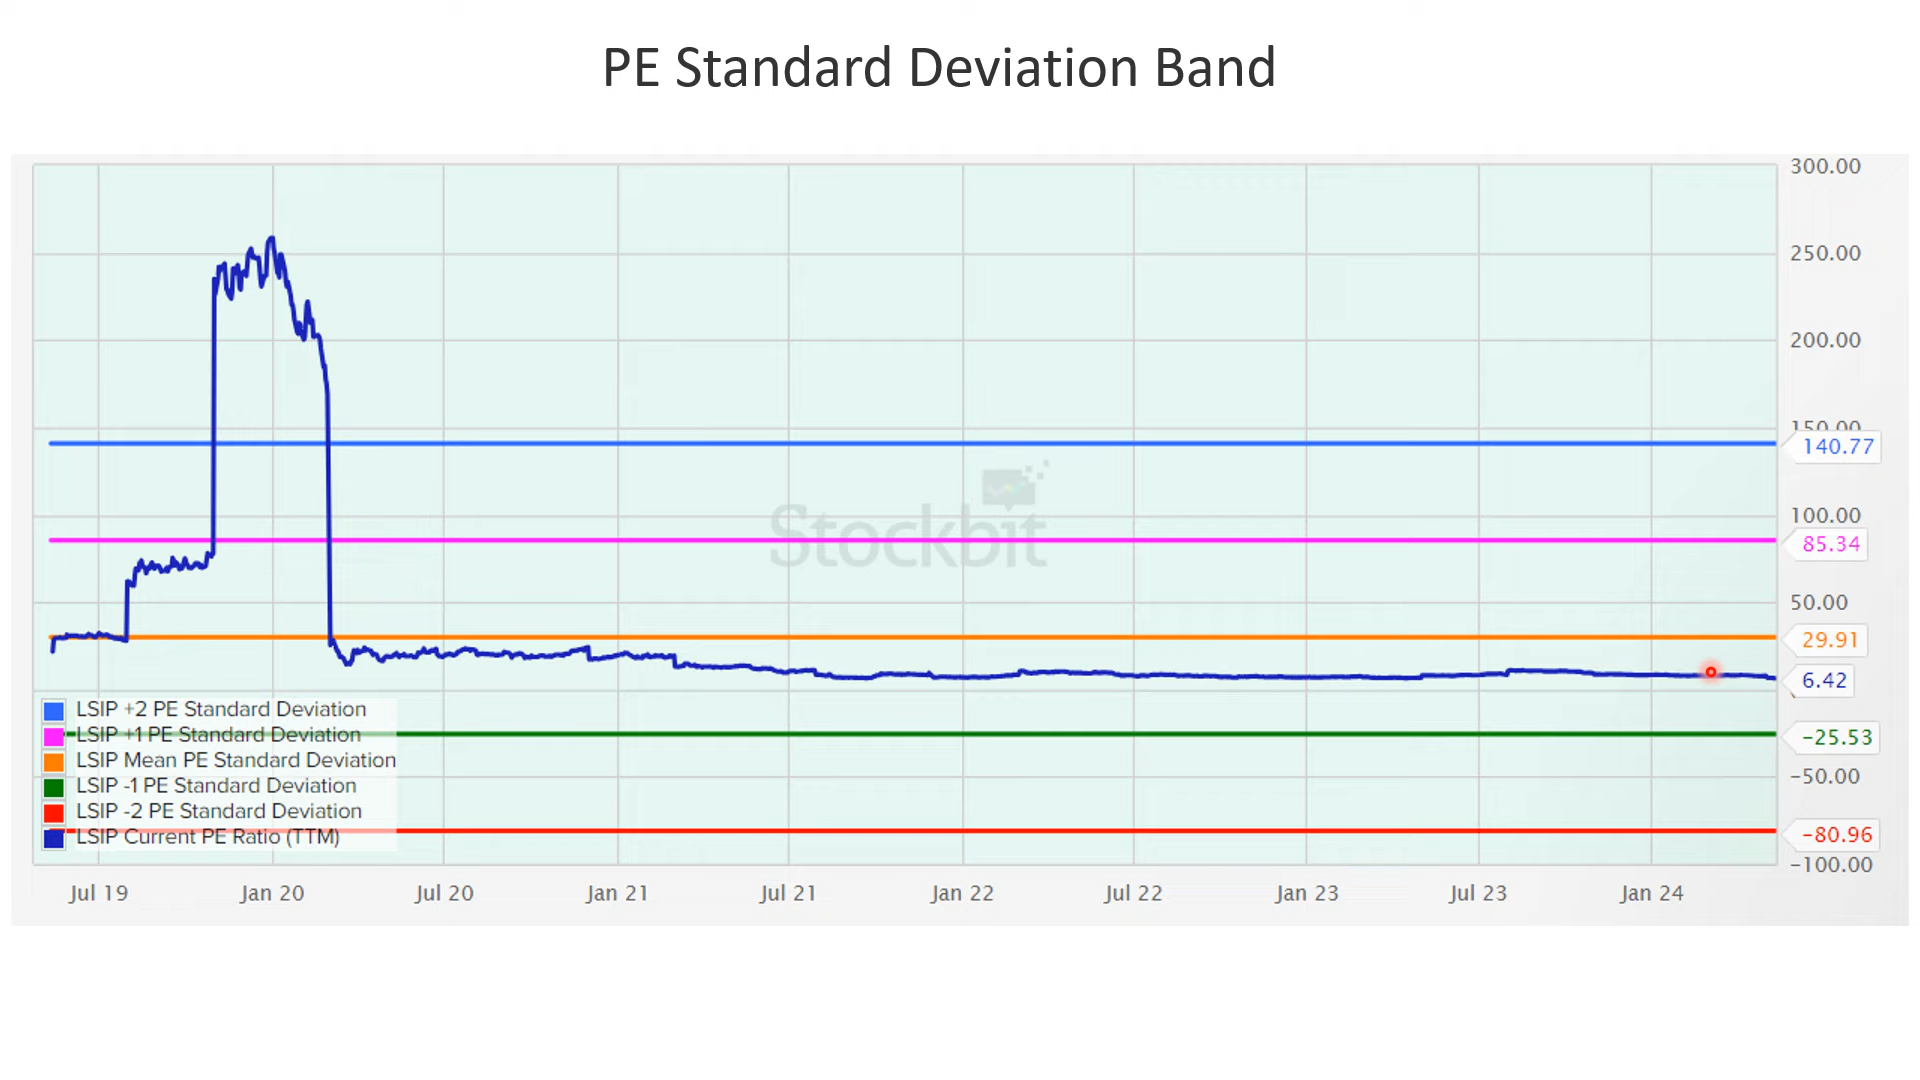 PE Standard Deviation Band
300.00
250.00
200.00
150.00
140.77
Stockbit
100.00
85.34
50.00
29.91
6.42
LSIP +2 PE Standard Deviation
LSIP +1 PE Standard Deviation
-25.53
LSIP Mean PE Standard Deviation
LSIP -1 PE Standard Deviation
-50.00
LSIP -2 PE Standard Deviation
LSIP Current PE Ratio (TTM)
-80.96
-100.00
Jul 19 Jan 20 Jul 20 Jan 21 Jul 21 Jan 22 Jul 22 Jan 23 Jul 23 Jan 24